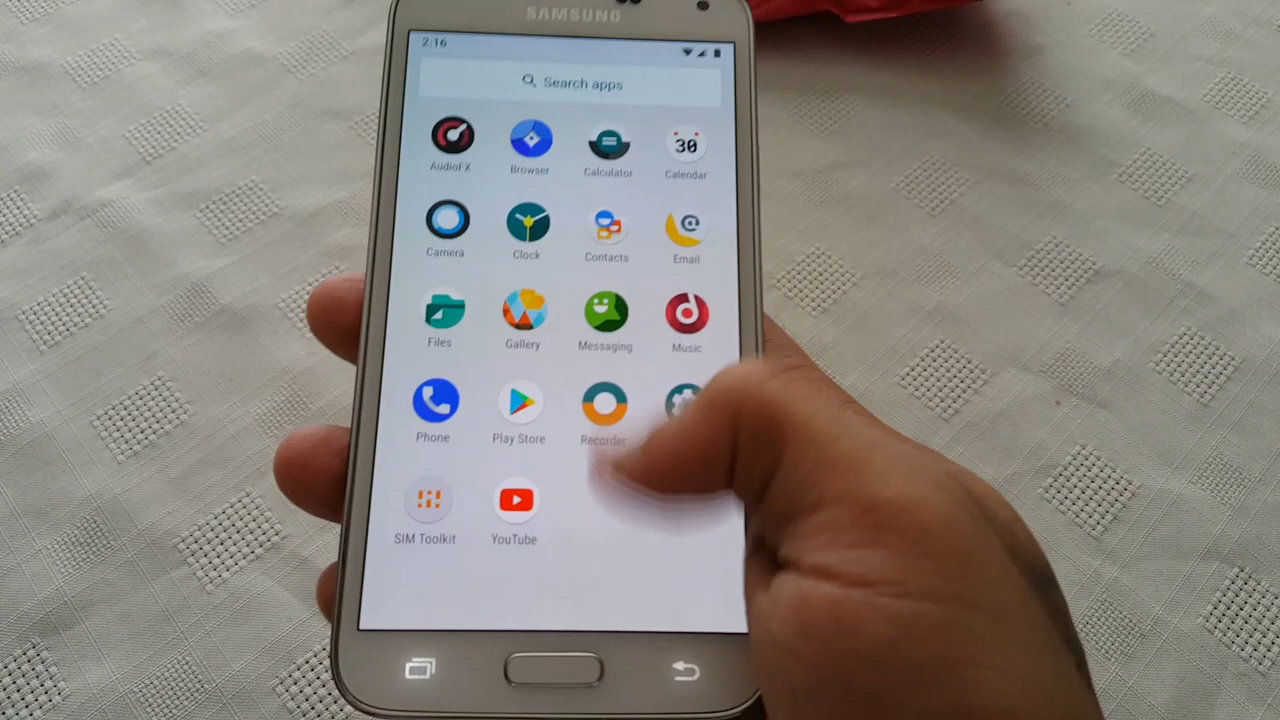 SAMSUNG
2:16
Search apps
AudioFX Browser Calculator Calendar
30
Camera Clock Contacts Email
Files Gallery Messaging Music
Phone Play Store Recorder
SIM Toolkit YouTube